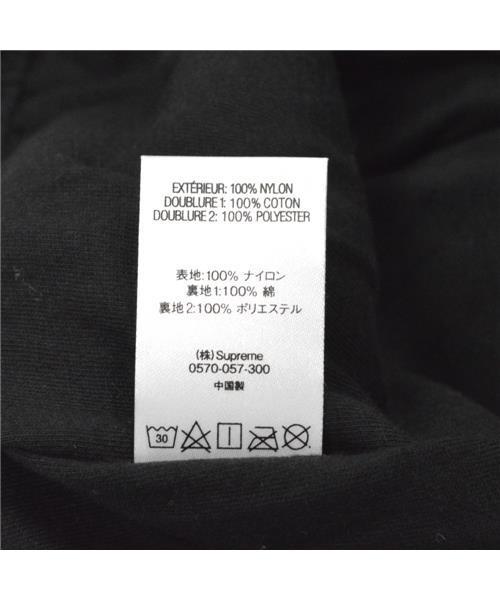 EXTÉRIEUR: 100% NYLON
DOUBLURE 1: 100% COTON
DOUBLURE 2: 100% POLYESTER
表地:100% ナイロン
裏地1:100% 綿
裏地2:100% ポリエステル
(株)Supreme
0570-057-300
中国製
30